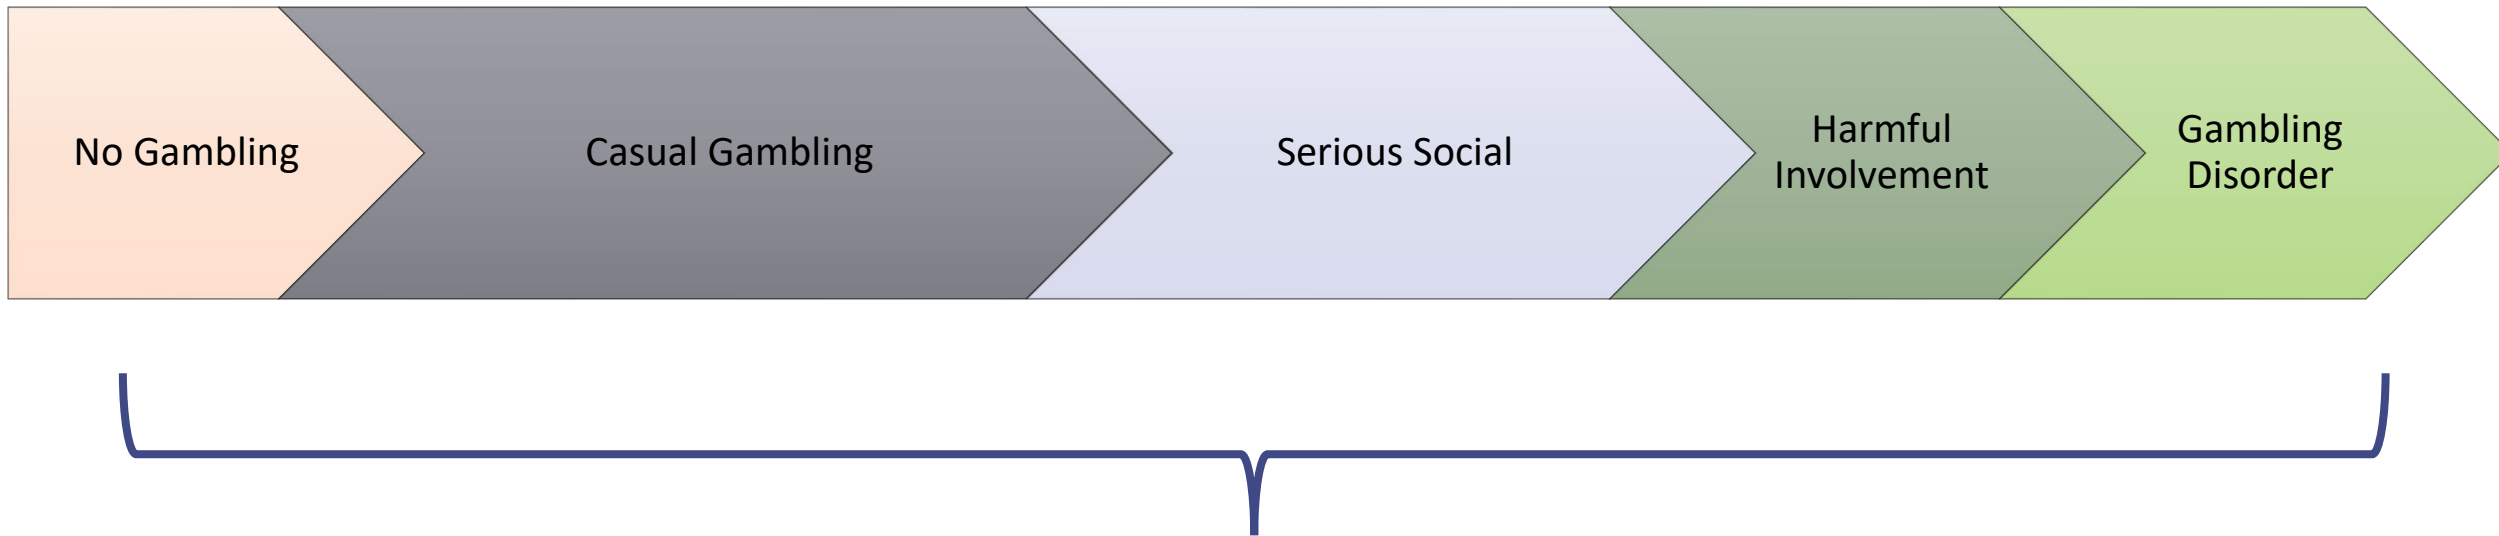 No Gambling
Casual Gambling
Serious Social
Harmful
Involvement
Gambling
Disorder